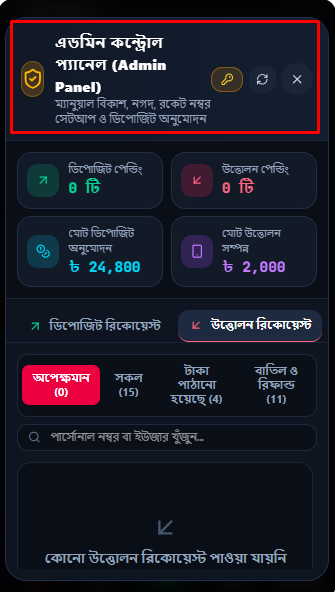 এডমিন কন্ট্রোল
প্যানেল (Admin
Panel)
ম্যানুয়াল বিকাশ, নগদ, রকেট নম্বর
সেটআপ ও ডিপোজিট অনুমোদন
ডিপোজিট পেন্ডিং
0 টি
উত্তোলন পেন্ডিং
0 টি
মোট ডিপোজিট
অনুমোদন
৳ 24,800
মোট উত্তোলন
সম্পন্ন
৳ 2,000
ডিপোজিট রিকোয়েস্ট
উত্তোলন রিকোয়েস্ট
অপেক্ষমান
(0)
সকল
(15)
টাকা
পাঠানো
হয়েছে (4)
বাতিল ও
রিফান্ড
(11)
পার্সোনাল নম্বর বা ইউজার খুঁজুন...
কোনো উত্তোলন রিকোয়েস্ট পাওয়া যায়নি